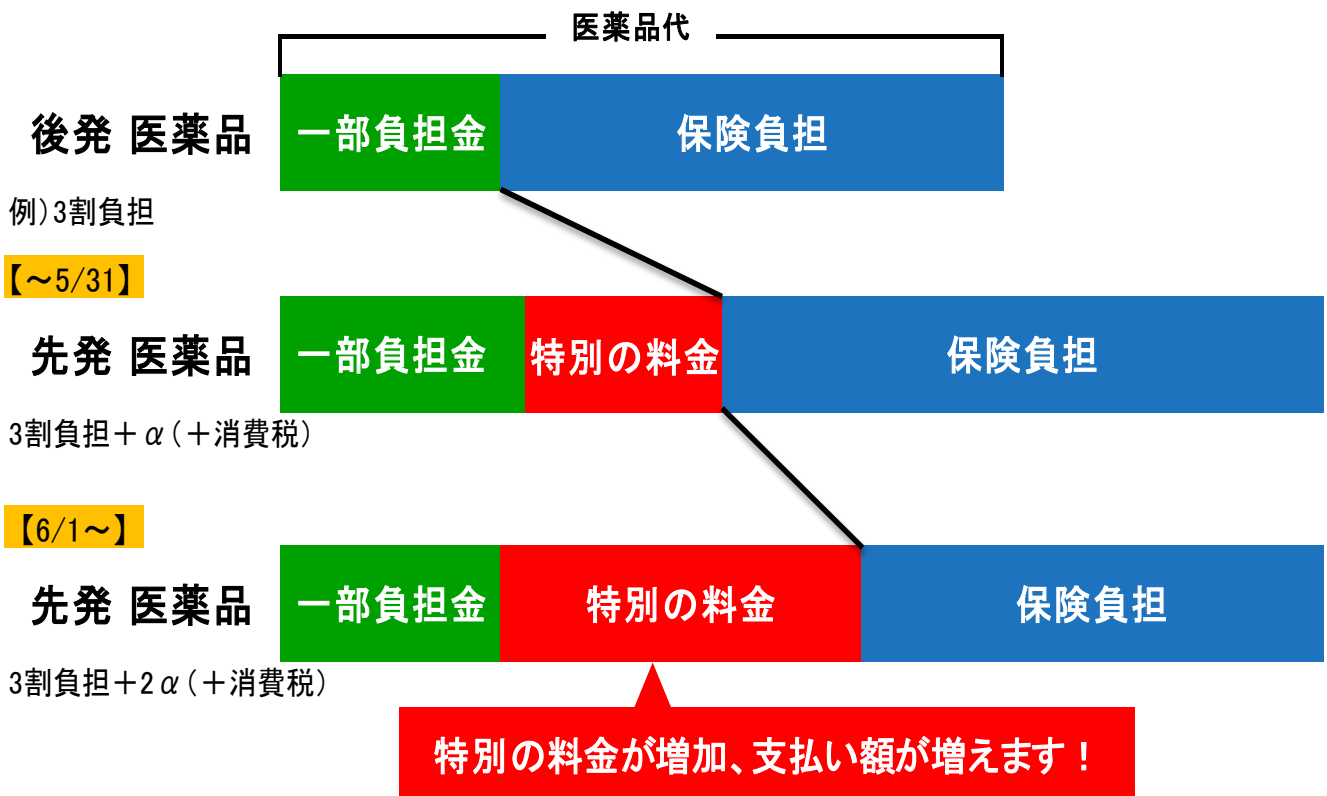 医薬品代
後発 医薬品
一部負担金
保険負担
例)3割負担
【～5/31】
先発 医薬品
一部負担金
特別の料金
保険負担
3割負担＋α(＋消費税)
【6/1～】
先発 医薬品
一部負担金
特別の料金
保険負担
3割負担＋2α(＋消費税)
特別の料金が増加、支払い額が増えます！